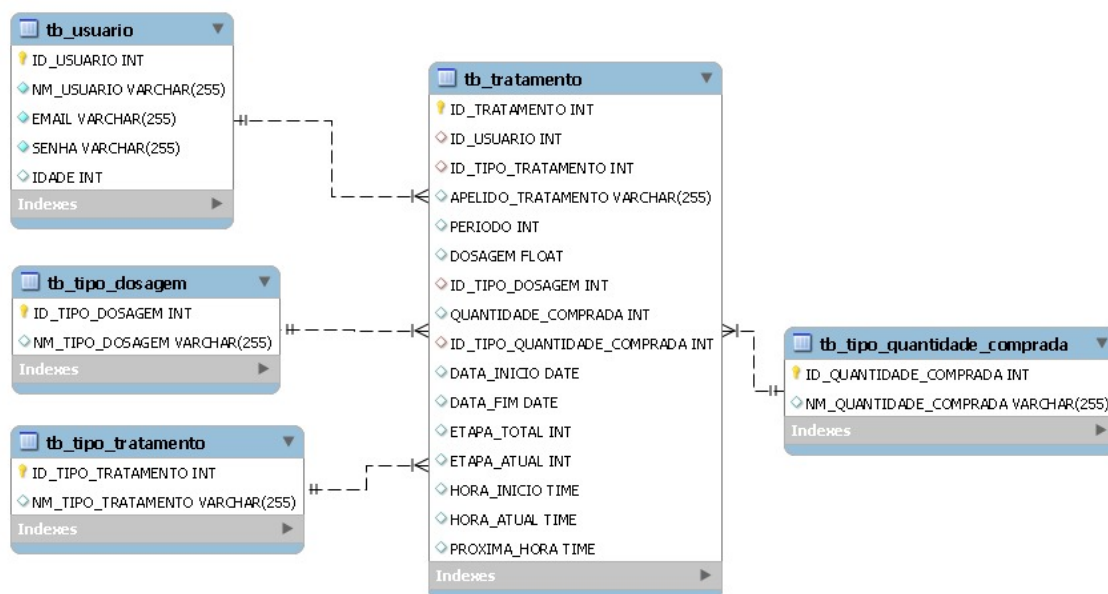 tb_usuario
ID_USUARIO INT
NM_USUARIO VARCHAR(255)
EMAIL VARCHAR(255)
SENHA VARCHAR(255)
IDADE INT
Indexes
tb_tipo_dosagem
ID_TIPO_DOSAGEM INT
NM_TIPO_DOSAGEM VARCHAR(255)
Indexes
tb_tipo_tratamento
ID_TIPO_TRATAMENTO INT
NM_TIPO_TRATAMENTO VARCHAR(255)
Indexes
tb_tratamento
ID_TRATAMENTO INT
ID_USUARIO INT
ID_TIPO_TRATAMENTO INT
APELIDO_TRATAMENTO VARCHAR(255)
PERIODO INT
DOSAGEM FLOAT
ID_TIPO_DOSAGEM INT
QUANTIDADE_COMPRADA INT
ID_TIPO_QUANTIDADE_COMPRADA INT
DATA_INICIO DATE
DATA_FIM DATE
ETAPA_TOTAL INT
ETAPA_ATUAL INT
HORA_INICIO TIME
HORA_ATUAL TIME
PROXIMA_HORA TIME
Indexes
tb_tipo_quantidade_comprada
ID_QUANTIDADE_COMPRADA INT
NM_QUANTIDADE_COMPRADA VARCHAR(255)
Indexes